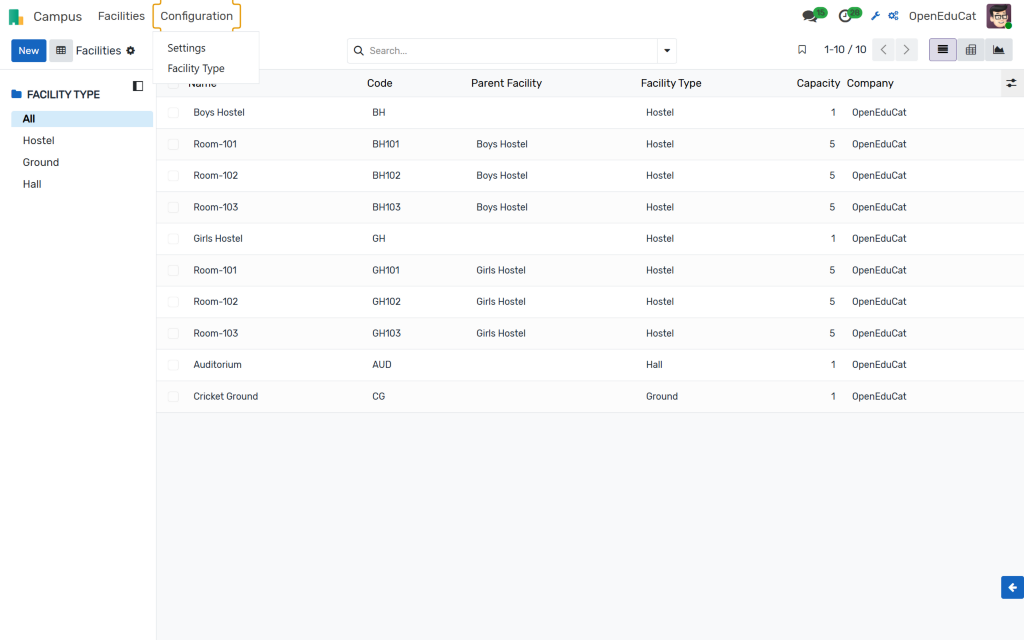 Campus Facilities Configuration 15 28 OpenEduCat
New Facilities Search... 1-10 / 10
Settings
Facility Type
FACILITY TYPE
All
Hostel
Ground
Hall
Name Code Parent Facility Facility Type Capacity Company
Boys Hostel BH Hostel 1 OpenEduCat
Room-101 BH101 Boys Hostel Hostel 5 OpenEduCat
Room-102 BH102 Boys Hostel Hostel 5 OpenEduCat
Room-103 BH103 Boys Hostel Hostel 5 OpenEduCat
Girls Hostel GH Hostel 1 OpenEduCat
Room-101 GH101 Girls Hostel Hostel 5 OpenEduCat
Room-102 GH102 Girls Hostel Hostel 5 OpenEduCat
Room-103 GH103 Girls Hostel Hostel 5 OpenEduCat
Auditorium AUD Hall 1 OpenEduCat
Cricket Ground CG Ground 1 OpenEduCat